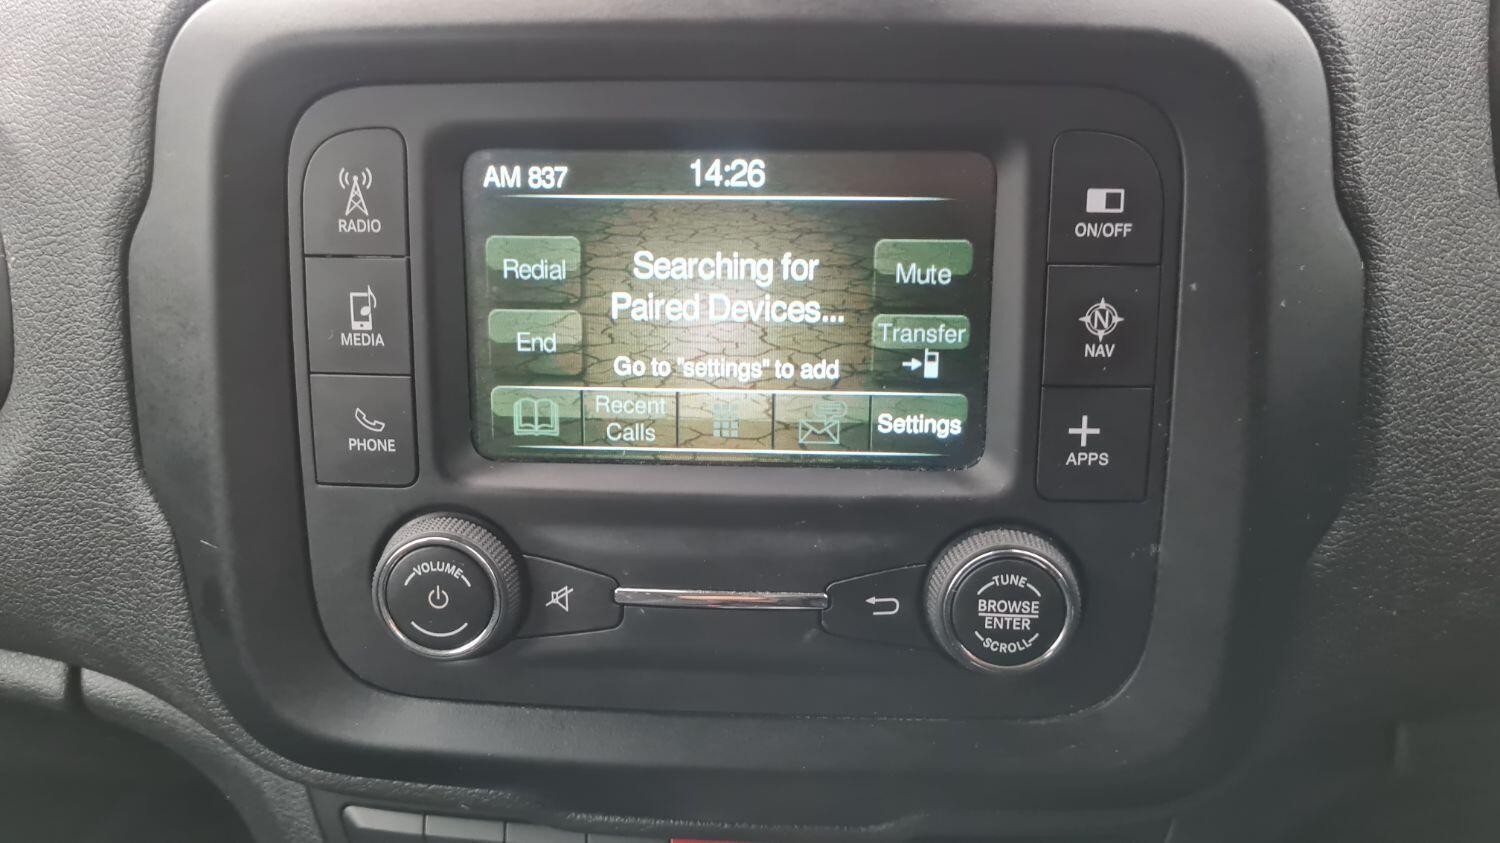 AM 837
14:26
RADIO
MEDIA
PHONE
Redial
End
Searching for
Paired Devices...
Go to "settings" to add
Mute
Transfer
Recent
Calls
Settings
ON/OFF
N
NAV
APPS
VOLUME
TUNE
BROWSE
ENTER
SCROLL